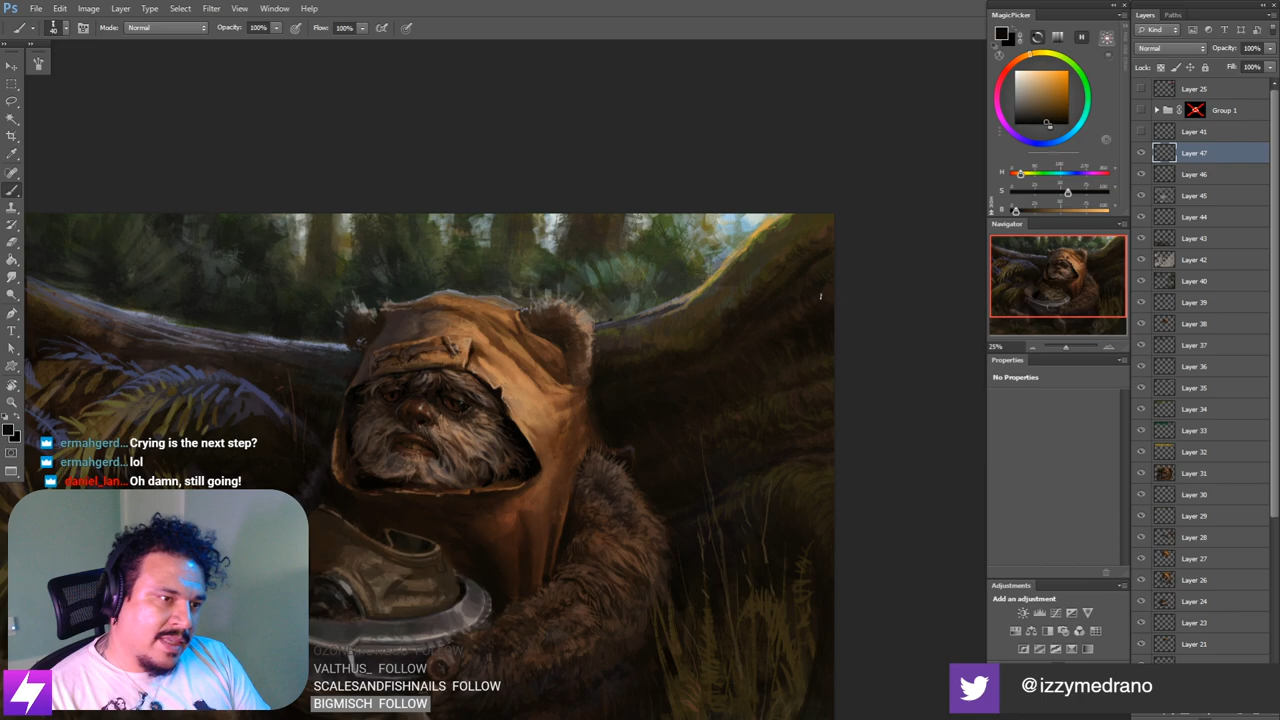 Ps File Edit Image Layer Type Select Filter View Window Help
40 Mode: Normal Opacity: 100% Flow: 100%
MagicPicker
H
H
S
B
Navigator
25%
Properties
No Properties
Adjustments
Add an adjustment
Layers Paths
Kind
Normal Opacity: 100%
Lock: Fill: 100%
Layer 25
Group 1
Layer 41
Layer 47
Layer 46
Layer 45
Layer 44
Layer 43
Layer 42
Layer 40
Layer 39
Layer 38
Layer 37
Layer 36
Layer 35
Layer 34
Layer 33
Layer 32
Layer 31
Layer 30
Layer 29
Layer 28
Layer 27
Layer 26
Layer 24
Layer 23
Layer 21
ermahgerd... Crying is the next step?
ermahgerd... lol
daniel_lan... Oh damn, still going!
VALTHUS_ FOLLOW
SCALESANDFISHNAILS FOLLOW
BIGMISCH FOLLOW
@izzymedrano